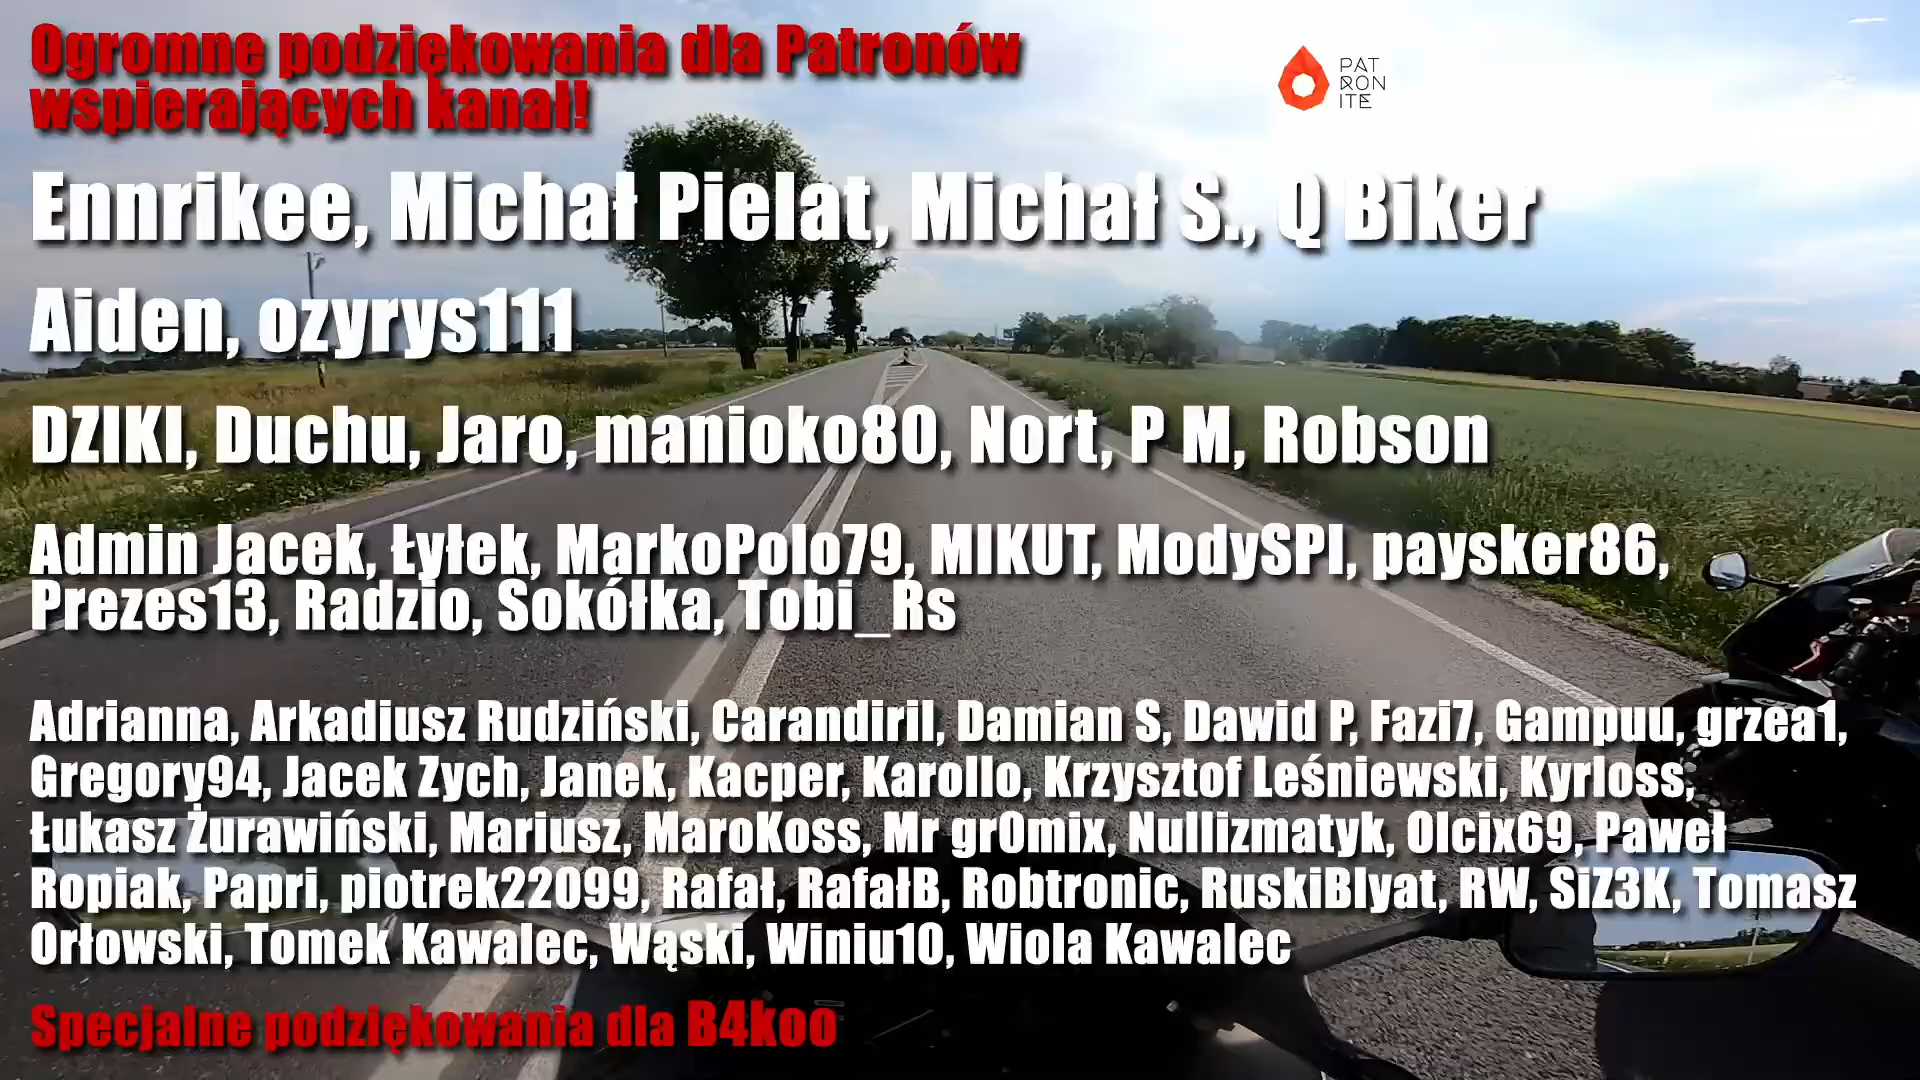 Ogromne podziękowania dla Patronów
wspierających kanał!
PAT
RON
ITE
Ennrikee, Michał Pielat, Michał S., Q Biker
Aiden, ozyrys111
DZIKI, Duchu, Jaro, manioko80, Nort, P M, Robson
Admin Jacek, Łyłek, MarkoPolo79, MIKUT, ModySPI, paysker86,
Prezes13, Radzio, Sokółka, Tobi_Rs
Adrianna, Arkadiusz Rudziński, Carandiril, Damian S, Dawid P, Fazi7, Gampuu, grzea1,
Gregory94, Jacek Zych, Janek, Kacper, Karollo, Krzysztof Leśniewski, Kyrloss,
Łukasz Żurawiński, Mariusz, MaroKoss, Mr gr0mix, Nullizmatyk, Olcix69, Paweł
Ropiak, Papri, piotrek22099, Rafał, RafałB, Robtronic, RuskiBlyat, RW, SiZ3K, Tomasz
Orłowski, Tomek Kawalec, Wąski, Winiu10, Wiola Kawalec
Specjalne podziękowania dla B4koo